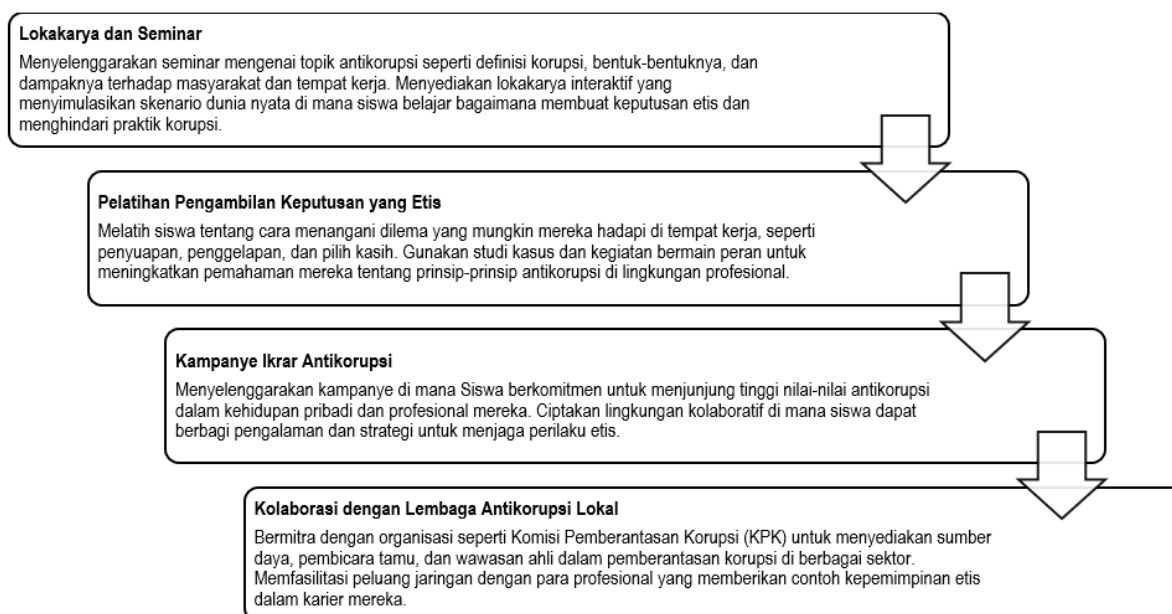 Lokakarya dan Seminar
Menyelenggarakan seminar mengenai topik antikorupsi seperti definisi korupsi, bentuk-bentuknya, dan
dampaknya terhadap masyarakat dan tempat kerja. Menyediakan lokakarya interaktif yang
menyimulasikan skenario dunia nyata di mana siswa belajar bagaimana membuat keputusan etis dan
menghindari praktik korupsi.
Pelatihan Pengambilan Keputusan yang Etis
Melatih siswa tentang cara menangani dilema yang mungkin mereka hadapi di tempat kerja, seperti
penyuapan, penggelapan, dan pilih kasih. Gunakan studi kasus dan kegiatan bermain peran untuk
meningkatkan pemahaman mereka tentang prinsip-prinsip antikorupsi di lingkungan profesional.
Kampanye Ikrar Antikorupsi
Menyelenggarakan kampanye di mana Siswa berkomitmen untuk menjunjung tinggi nilai-nilai antikorupsi
dalam kehidupan pribadi dan profesional mereka. Ciptakan lingkungan kolaboratif di mana siswa dapat
berbagi pengalaman dan strategi untuk menjaga perilaku etis.
Kolaborasi dengan Lembaga Antikorupsi Lokal
Bermitra dengan organisasi seperti Komisi Pemberantasan Korupsi (KPK) untuk menyediakan sumber
daya, pembicara tamu, dan wawasan ahli dalam pemberantasan korupsi di berbagai sektor.
Memfasilitasi peluang jaringan dengan para profesional yang memberikan contoh kepemimpinan etis
dalam karier mereka.